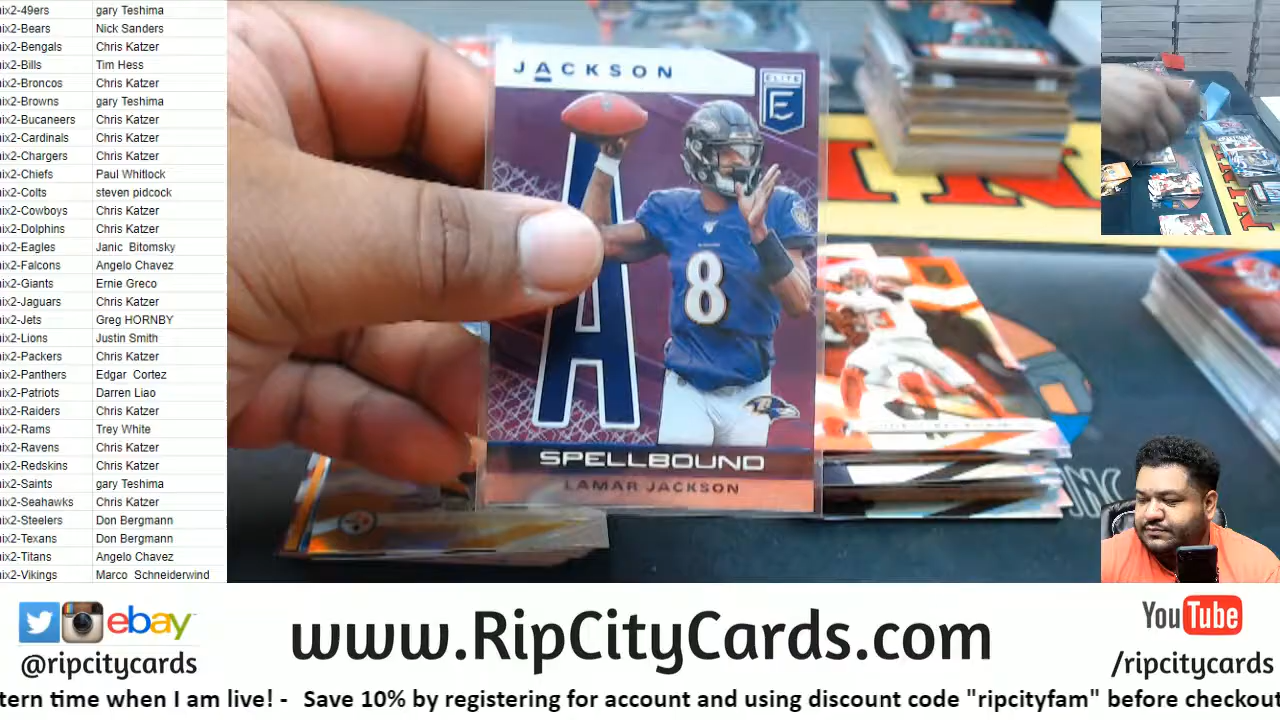 ix2-49ers gary Teshima
ix2-Bears Nick Sanders
ix2-Bengals Chris Katzer
ix2-Bills Tim Hess
ix2-Broncos Chris Katzer
ix2-Browns gary Teshima
ix2-Bucaneers Chris Katzer
ix2-Cardinals Chris Katzer
ix2-Chargers Chris Katzer
ix2-Chiefs Paul Whitlock
ix2-Colts steven pidcock
ix2-Cowboys Chris Katzer
ix2-Dolphins Chris Katzer
ix2-Eagles Janic Bitomsky
ix2-Falcons Angelo Chavez
ix2-Giants Ernie Greco
ix2-Jaguars Chris Katzer
ix2-Jets Greg HORNBY
ix2-Lions Justin Smith
ix2-Packers Chris Katzer
ix2-Panthers Edgar Cortez
ix2-Patriots Darren Liao
ix2-Raiders Chris Katzer
ix2-Rams Trey White
ix2-Ravens Chris Katzer
ix2-Redskins Chris Katzer
ix2-Saints gary Teshima
ix2-Seahawks Chris Katzer
ix2-Steelers Don Bergmann
ix2-Texans Don Bergmann
ix2-Titans Angelo Chavez
ix2-Vikings Marco Schneiderwind
JACKSON
ELITE
E
A
8
SPELLBOUND
LAMAR JACKSON
ebay
@ripcitycards
www.RipCityCards.com
YouTube
/ripcitycards
tern time when I am live! - Save 10% by registering for account and using discount code "ripcityfam" before checkout